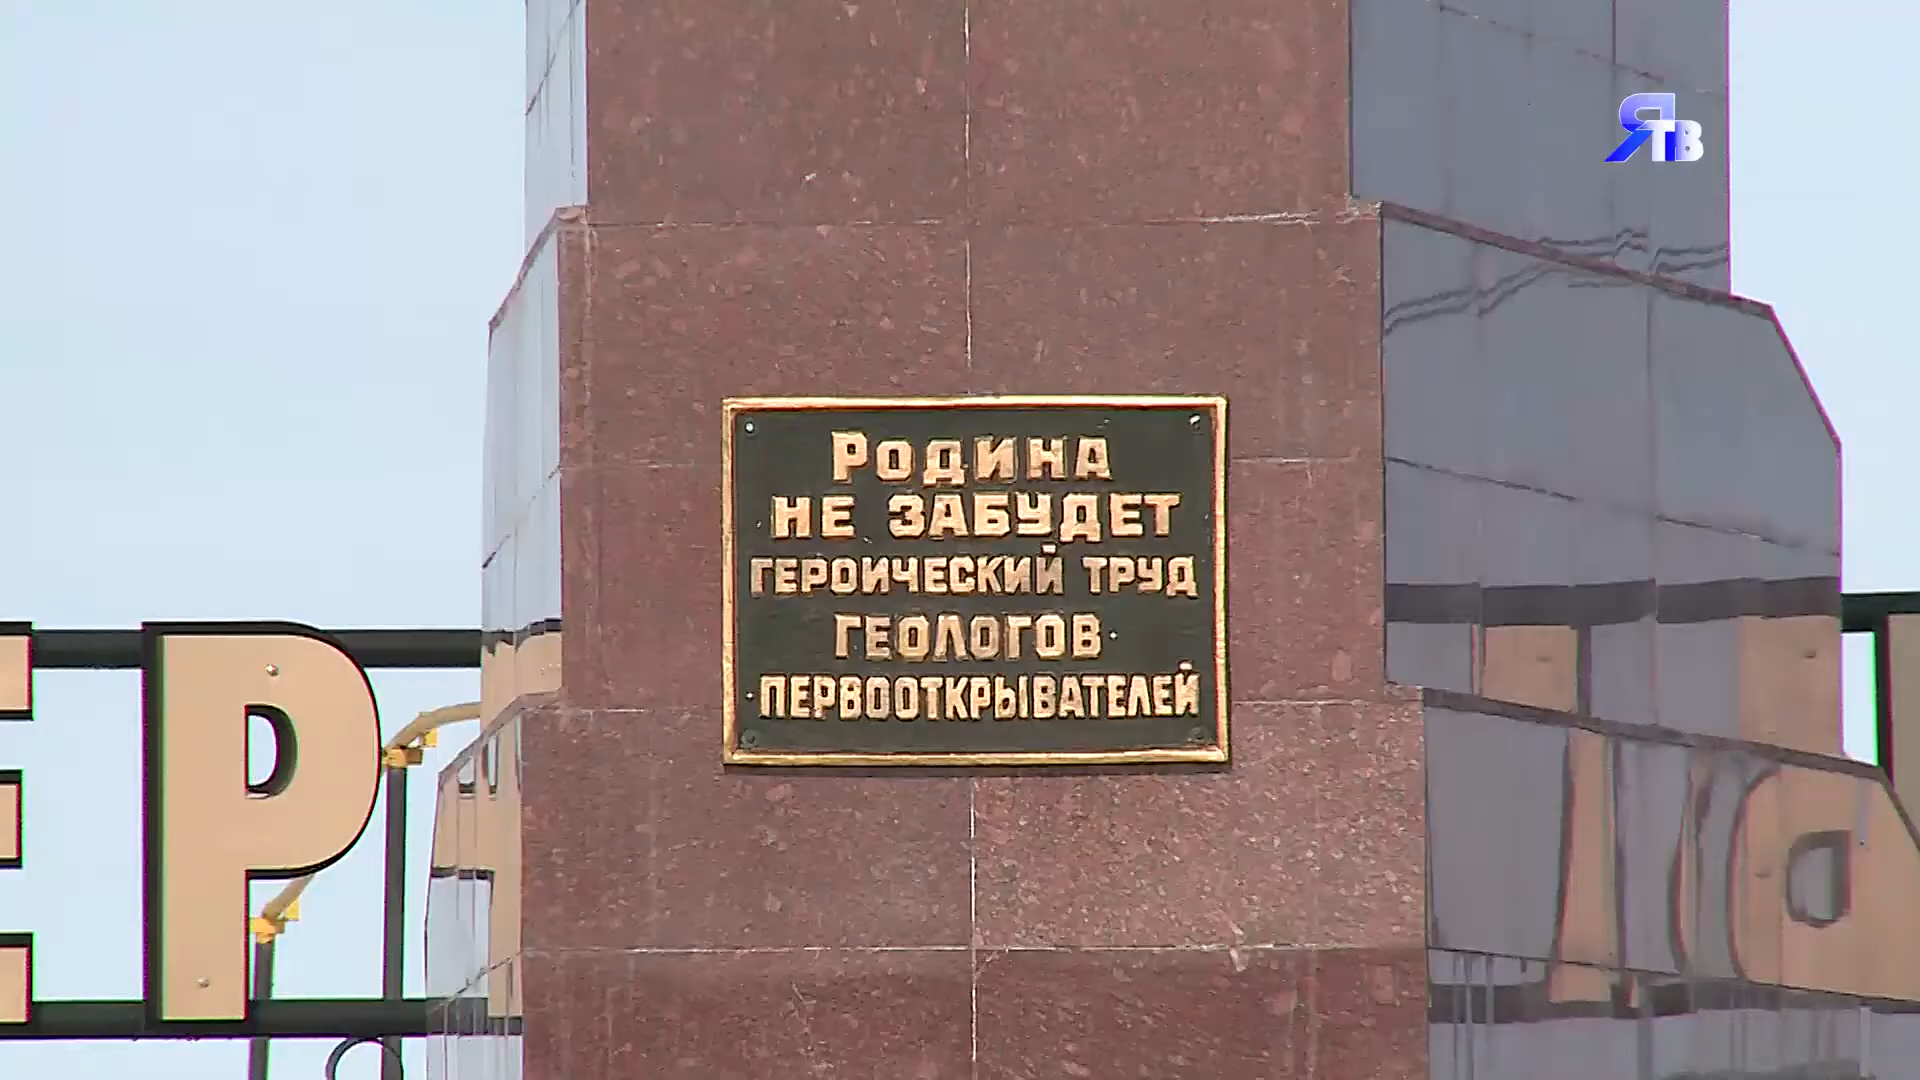 ЯТВ
Родина
не забудет
героический труд
геологов
первооткрывателей
ЕР